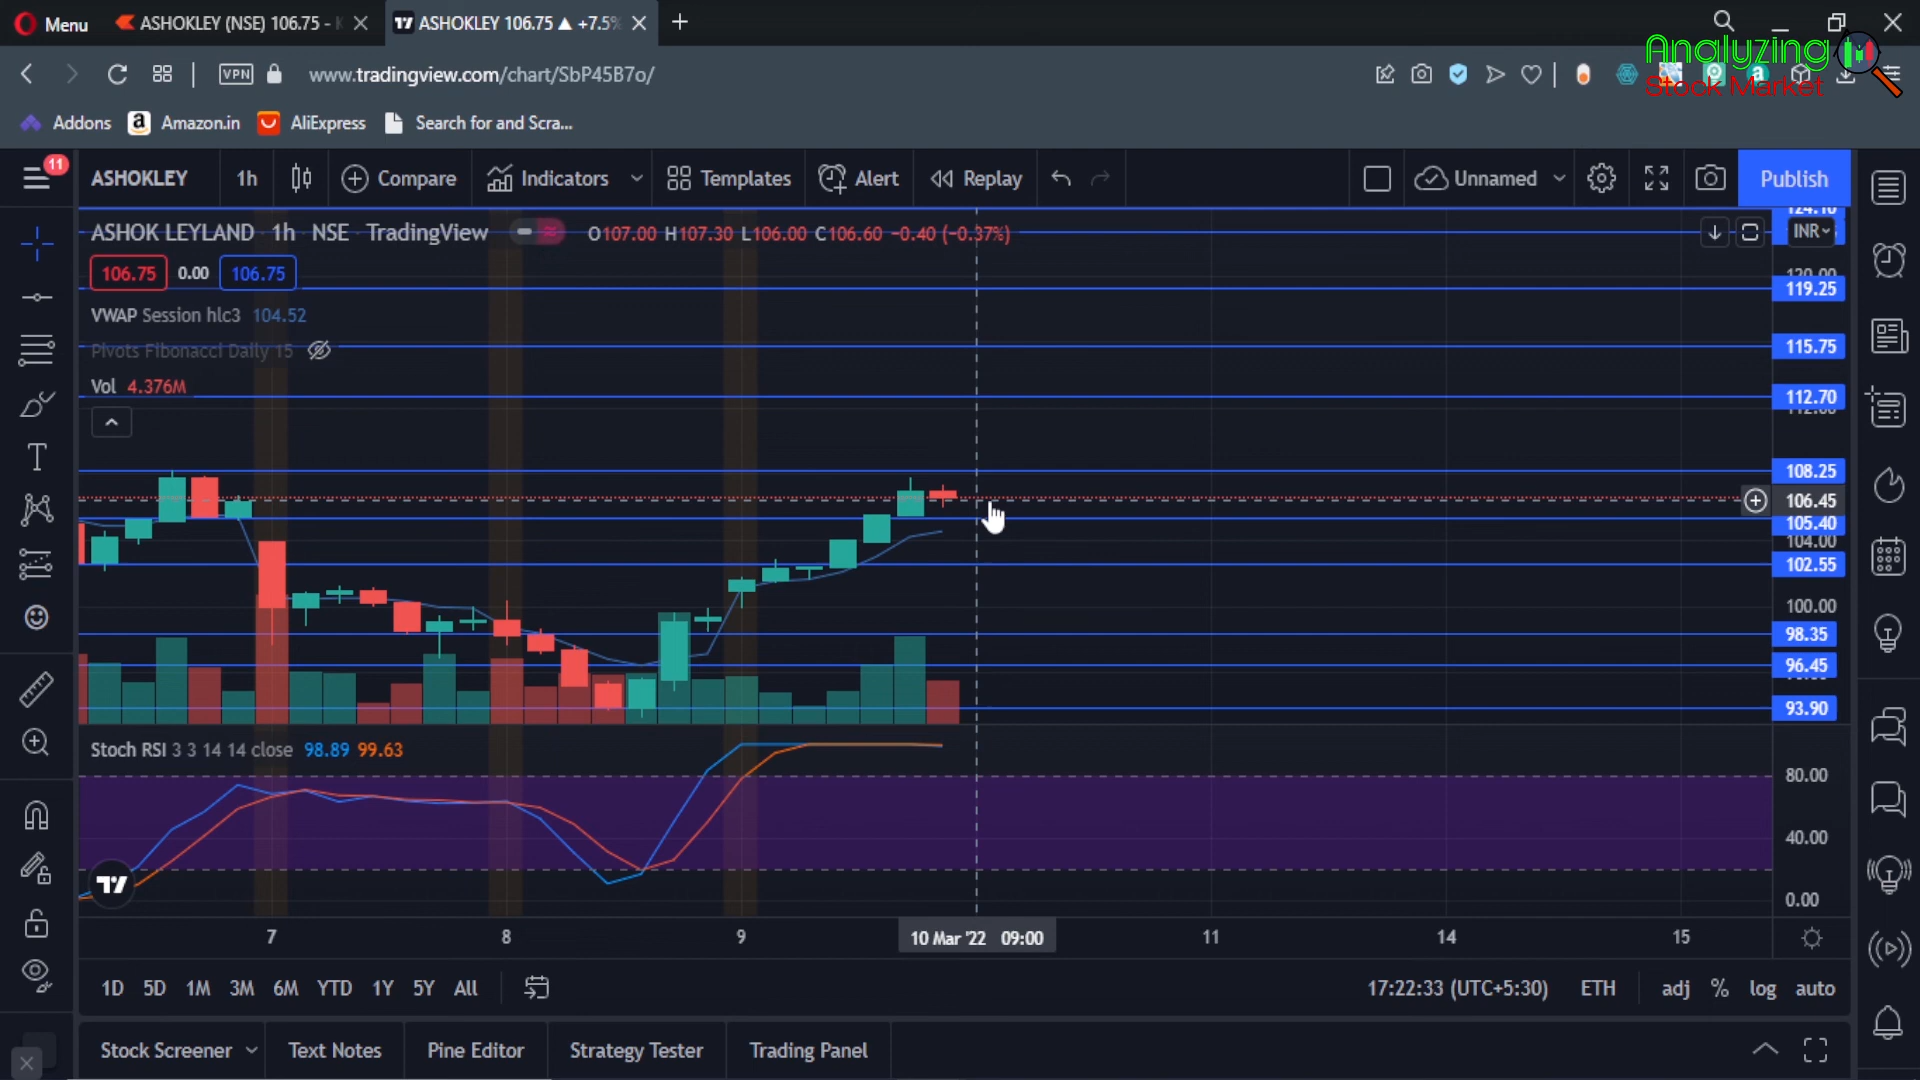 Menu
ASHOKLEY (NSE) 106.75 -
ASHOKLEY 106.75 ▲ +7.5%
Analyzing
Stock Market
VPN
www.tradingview.com/chart/SbP45B7o/
Addons
Amazon.in
AliExpress
Search for and Scra...
11
ASHOKLEY
1h
Compare
Indicators
Templates
Alert
Replay
Unnamed
Publish
ASHOK LEYLAND · 1h · NSE · TradingView
O107.00 H107.30 L106.00 C106.60 −0.40 (−0.37%)
106.75
0.00
106.75
VWAP Session hlc3 104.52
Pivots Fibonacci Daily 15
Vol 4.376M
124.10
INR
120.00
119.25
115.75
112.70
112.00
108.25
106.45
105.40
104.00
102.55
100.00
98.35
96.45
93.90
Stoch RSI 3 3 14 14 close 98.89 99.63
80.00
40.00
0.00
7
8
9
10 Mar '22 09:00
11
14
15
1D
5D
1M
3M
6M
YTD
1Y
5Y
All
17:22:33 (UTC+5:30)
ETH
adj
%
log
auto
Stock Screener
Text Notes
Pine Editor
Strategy Tester
Trading Panel